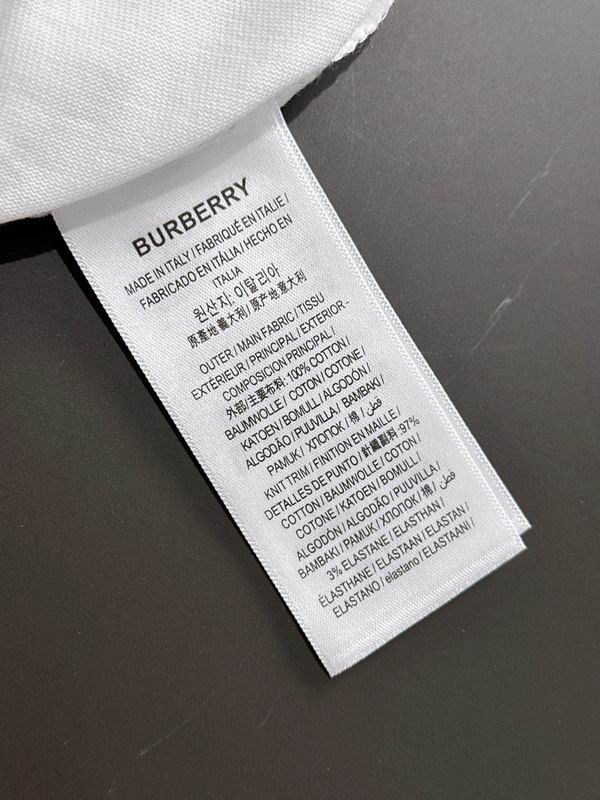 BURBERRY
MADE IN ITALY / FABRIQUÉ EN ITALIE /
FABRICADO EN ITÁLIA / HECHO EN
ITALIA
원산지: 이탈리아
原產地 義大利 / 原产地 意大利
OUTER / MAIN FABRIC / TISSU
EXTÉRIEUR / PRINCIPAL / EXTERIOR-
COMPOSICION PRINCIPAL /
外部/主要布料: 100% COTTON /
BAUMWOLLE / COTON / COTONE /
KATOEN / BOMULL / ALGODÓN /
ALGODÃO / PUUVILLA / BAMBAKI /
PAMUK / ХЛОПОК / 棉 / قطن
KNIT TRIM / FINITION EN MAILLE /
DETALLES DE PUNTO / 針織副料 :97%
COTTON / BAUMWOLLE / COTON /
COTONE / KATOEN / BOMULL /
ALGODÓN / ALGODÃO / PUUVILLA /
BAMBAKI / PAMUK / ХЛОПОК / 棉 / قطن
3% ELASTANE / ELASTHAN /
ÉLASTHANE / ELASTAAN / ELASTAN /
ELASTANO / elastano / ELASTAANI /